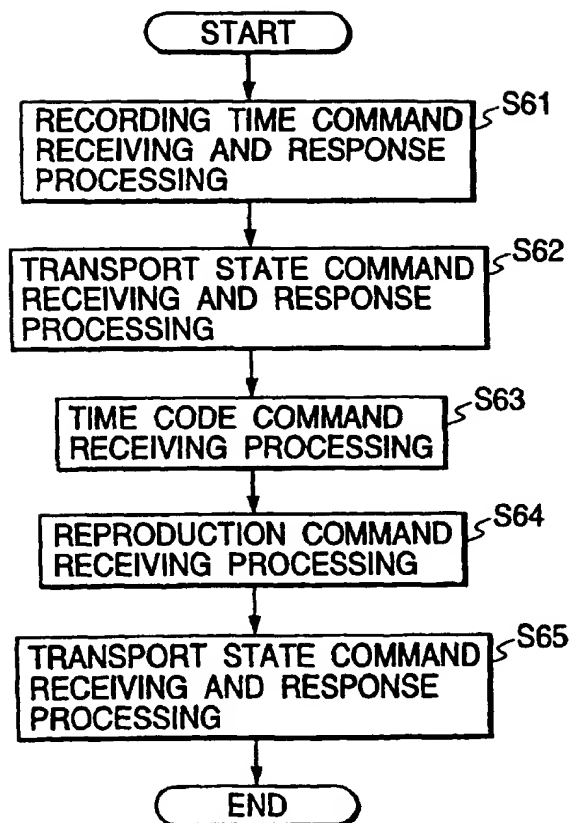 START
RECORDING TIME COMMAND
RECEIVING AND RESPONSE
PROCESSING
S61
TRANSPORT STATE COMMAND
RECEIVING AND RESPONSE
PROCESSING
S62
TIME CODE COMMAND
RECEIVING PROCESSING
S63
REPRODUCTION COMMAND
RECEIVING PROCESSING
S64
TRANSPORT STATE COMMAND
RECEIVING AND RESPONSE
PROCESSING
S65
END